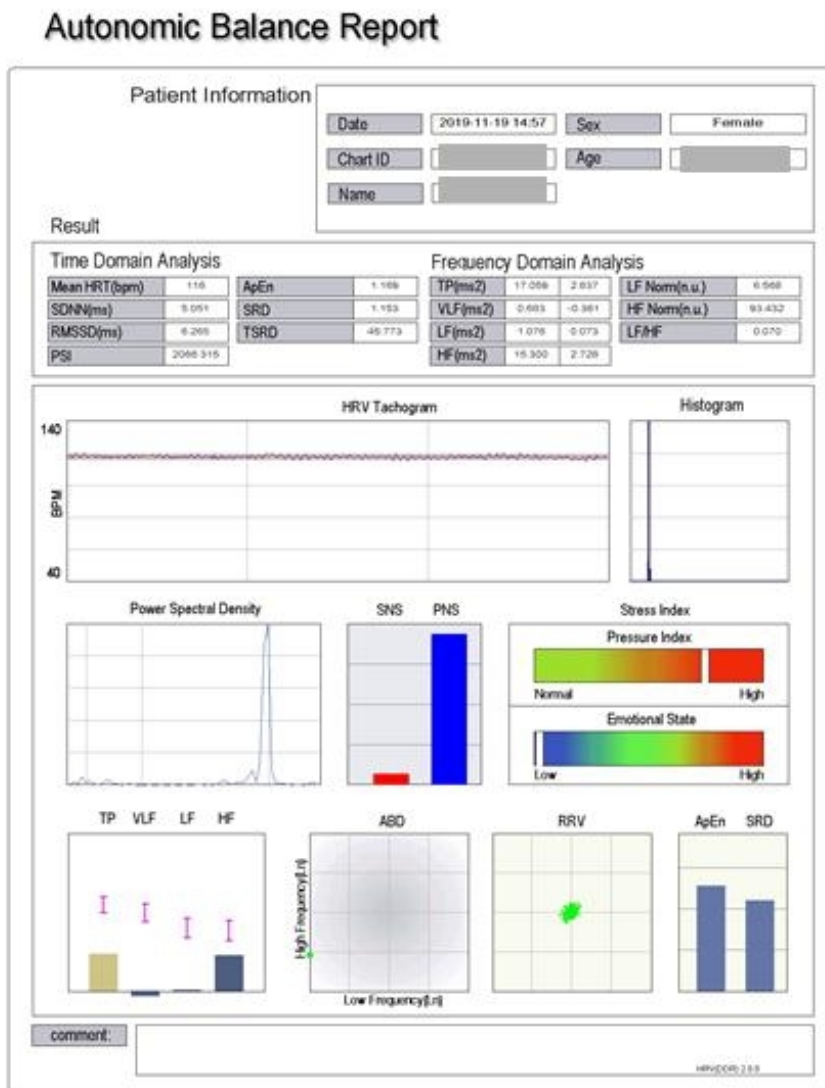 Autonomic Balance Report
Patient Information
Date 2019-11-19 14:57 Sex Female
Chart ID Age
Name
Result
Time Domain Analysis Frequency Domain Analysis
Mean HRT(bpm) 116 ApEn 1.169 TP(ms2) 17.059 2.837 LF Norm(n.u.) 6.568
SDNN(ms) 5.051 SRD 1.153 VLF(ms2) 0.683 -0.381 HF Norm(n.u.) 93.432
RMSSD(ms) 6.265 TSRD 45.773 LF(ms2) 1.076 0.073 LF/HF 0.070
PSI 2066.315 HF(ms2) 15.300 2.728
HRV Tachogram Histogram
140
BPM
40
Power Spectral Density SNS PNS Stress Index
Pressure Index
Normal High
Emotional State
Low High
TP VLF LF HF ABD RRV ApEn SRD
High Frequency(Ln)
Low Frequency(Ln)
comment: